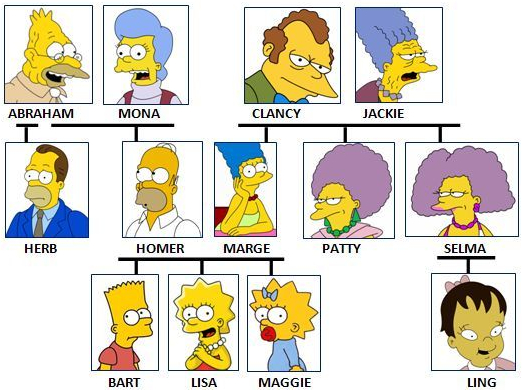 ABRAHAM MONA CLANCY JACKIE
HERB HOMER MARGE PATTY SELMA
BART LISA MAGGIE LING